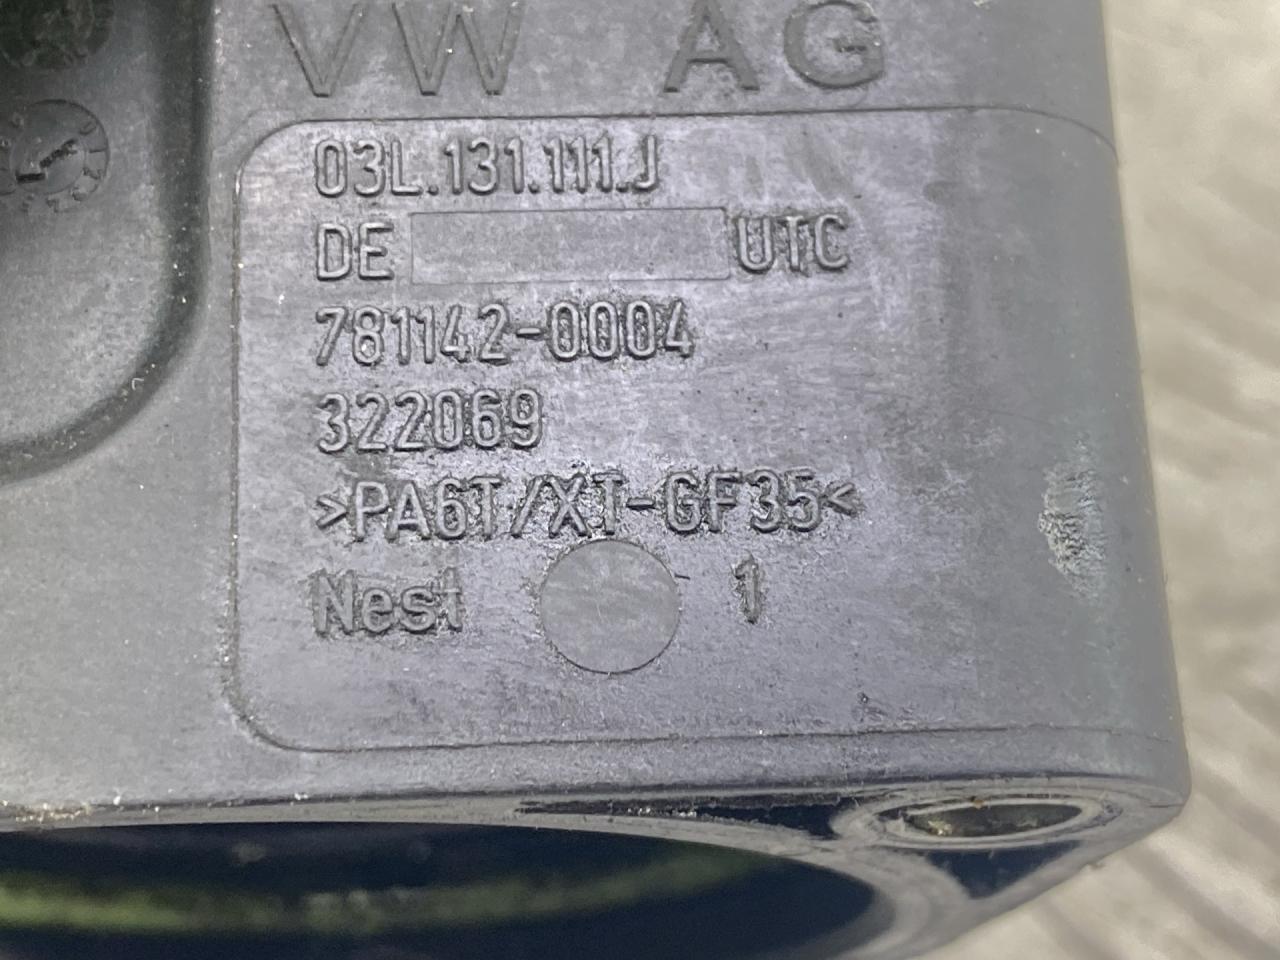 VW AG
03L.131.111.J
DE UTC
781142-0004
322069
>PA6T/XT-GF35<
Nest 1